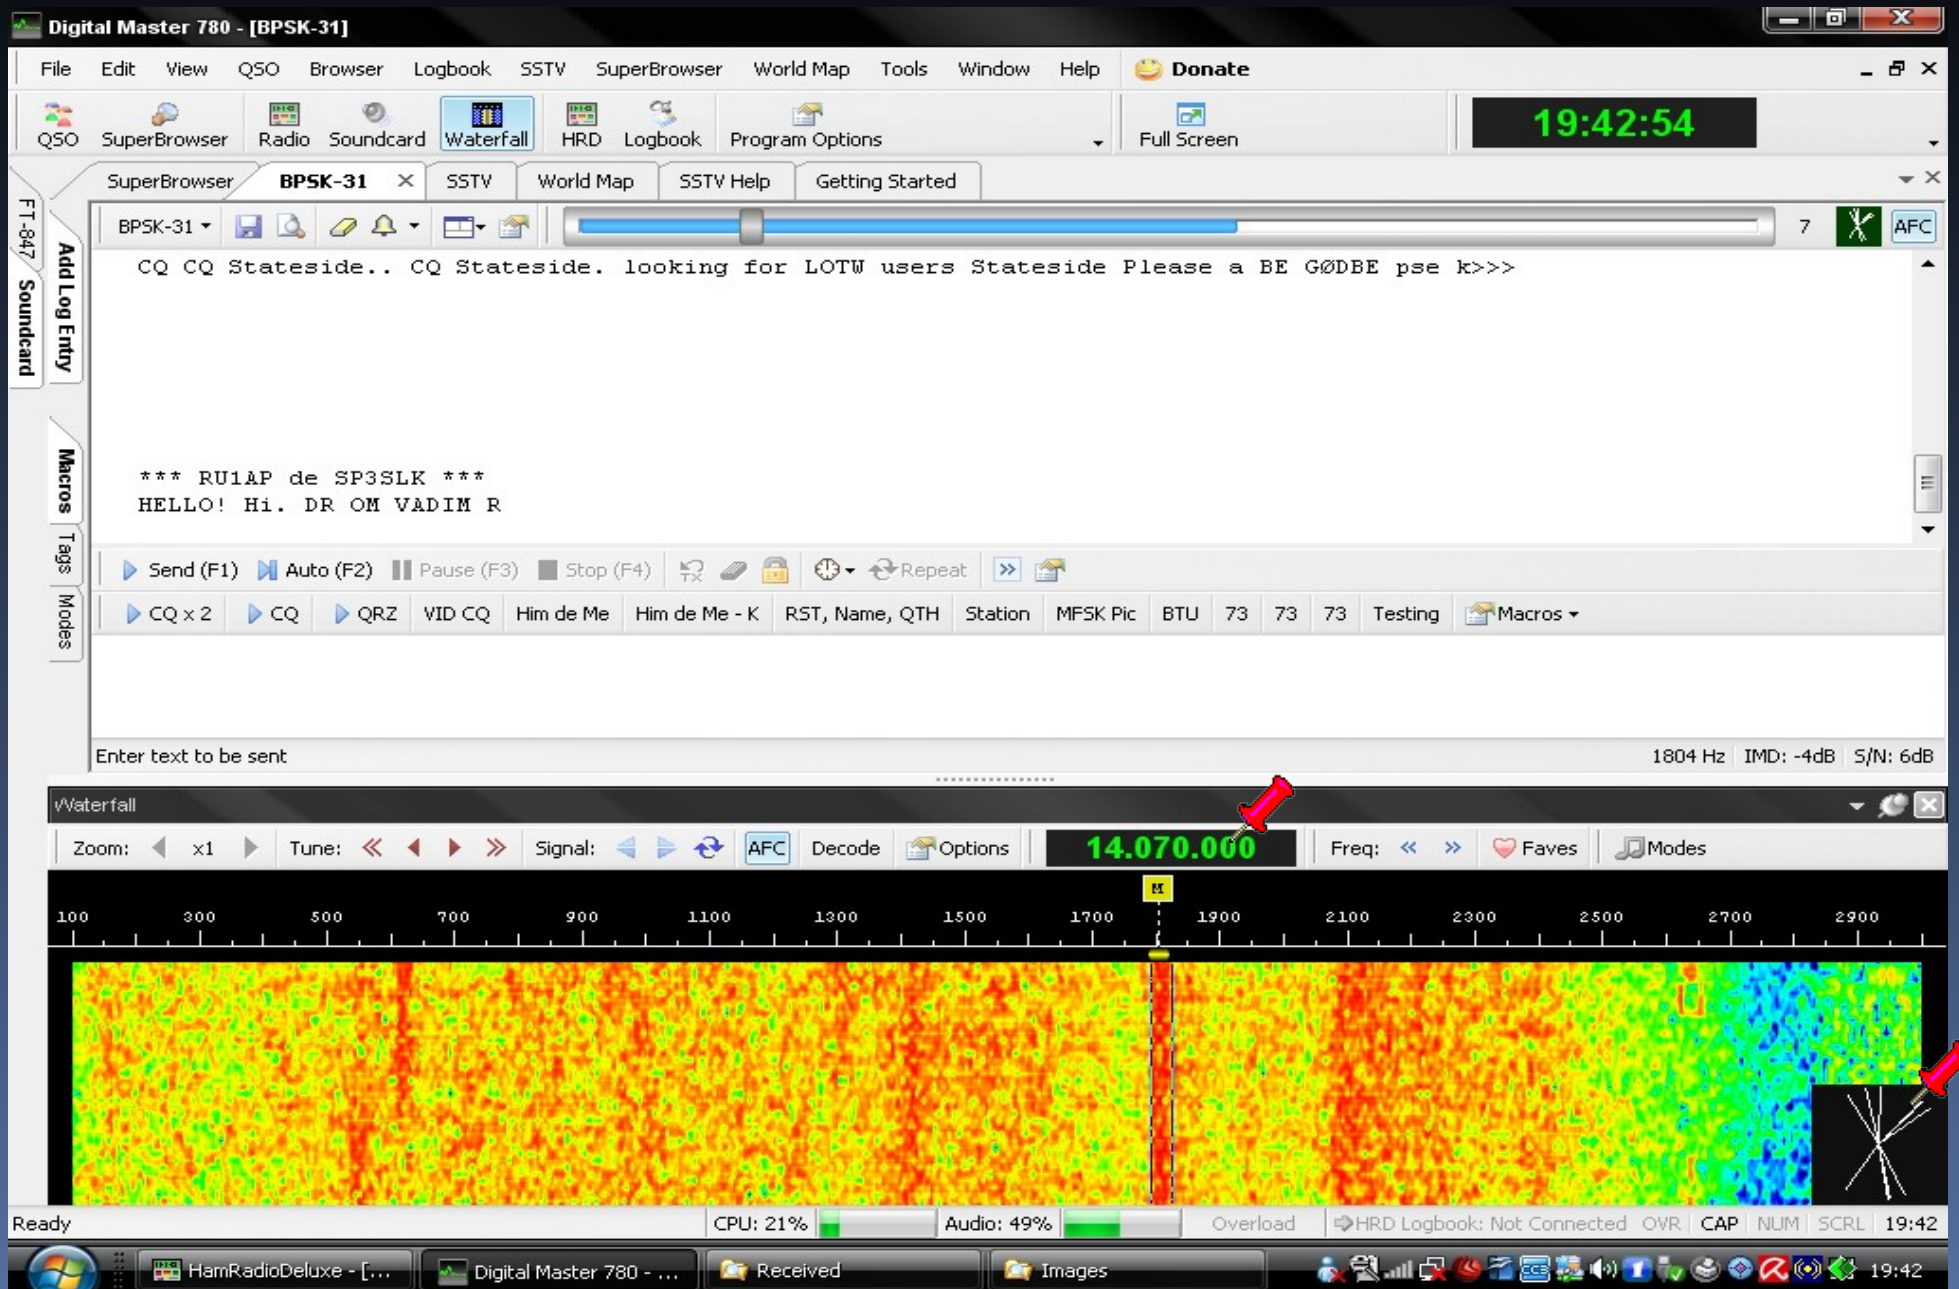 Digital Master 780 - [BPSK-31]
File Edit View QSO Browser Logbook SSTV SuperBrowser World Map Tools Window Help Donate
QSO SuperBrowser Radio Soundcard Waterfall HRD Logbook Program Options Full Screen 19:42:54
SuperBrowser BPSK-31 SSTV World Map SSTV Help Getting Started
FT-847 Soundcard
Add Log Entry
Macros Tags Modes
BPSK-31 7 AFC
CQ CQ Stateside.. CQ Stateside. looking for LOTW users Stateside Please a BE GØDBE pse k>>>
*** RU1AP de SP3SLK ***
HELLO! Hi. DR OM VADIM R
Send (F1) Auto (F2) Pause (F3) Stop (F4) TX Repeat
CQ x 2 CQ QRZ VID CQ Him de Me Him de Me - K RST, Name, QTH Station MFSK Pic BTU 73 73 73 Testing Macros
Enter text to be sent 1804 Hz IMD: -4dB S/N: 6dB
Waterfall
Zoom: x1 Tune: Signal: AFC Decode Options 14.070.000 Freq: Faves Modes
M
100 300 500 700 900 1100 1300 1500 1700 1900 2100 2300 2500 2700 2900
Ready CPU: 21% Audio: 49% Overload HRD Logbook: Not Connected OVR CAP NUM SCRL 19:42
HamRadioDeluxe - [... Digital Master 780 - ... Received Images 19:42